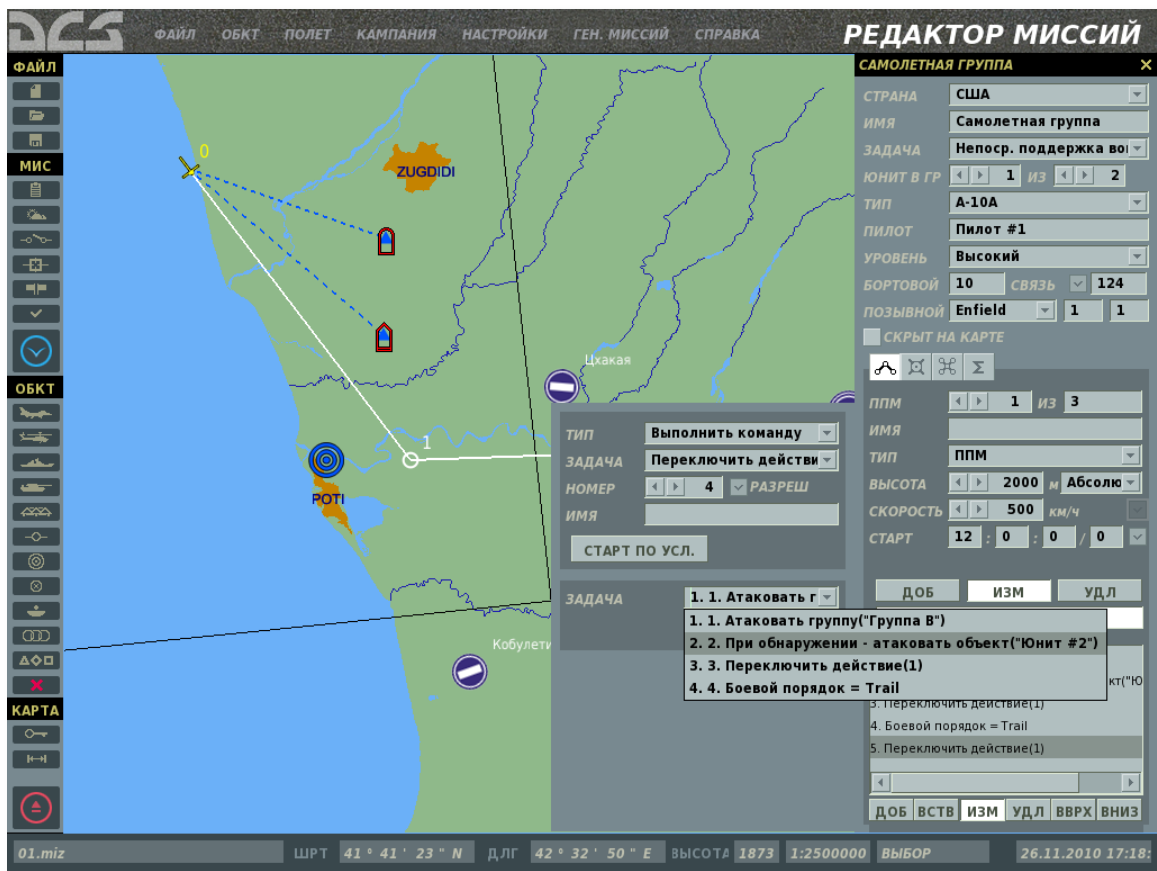 DCS ФАЙЛ ОБКТ ПОЛЕТ КАМПАНИЯ НАСТРОЙКИ ГЕН. МИССИЙ СПРАВКА РЕДАКТОР МИССИЙ
ФАЙЛ
МИС
ОБКТ
КАРТА
0
ZUGDIDI
Цхакая
1
POTI
Кобулети
САМОЛЕТНАЯ ГРУППА X
СТРАНА США
ИМЯ Самолетная группа
ЗАДАЧА Непоср. поддержка
ЮНИТ В ГР 1 ИЗ 2
ТИП A-10A
ПИЛОТ Пилот #1
УРОВЕНЬ Высокий
БОРТОВОЙ 10 СВЯЗЬ 124
ПОЗЫВНОЙ Enfield 1 1
СКРЫТ НА КАРТЕ
Σ
ППМ 1 ИЗ 3
ИМЯ
ТИП ППМ
ВЫСОТА 2000 м Абсолю
СКОРОСТЬ 500 км/ч
СТАРТ 12 : 0 : 0 / 0
ДОБ ИЗМ УДЛ
ТИП Выполнить команду
ЗАДАЧА Переключить действи
НОМЕР 4 РАЗРЕШ
ИМЯ
СТАРТ ПО УСЛ.
ЗАДАЧА 1. 1. Атаковать г
1. 1. Атаковать группу("Группа B")
2. 2. При обнаружении - атаковать объект("Юнит #2")
3. 3. Переключить действие(1)
4. 4. Боевой порядок = Trail
кт("Ю
3. Переключить действие(1)
4. Боевой порядок = Trail
5. Переключить действие(1)
ДОБ ВСТВ ИЗМ УДЛ ВВРХ ВНИЗ
01.miz ШРТ 41 ° 41 ' 23 " N ДЛГ 42 ° 32 ' 50 " E ВЫСОТА 1873 1:2500000 ВЫБОР 26.11.2010 17:18: